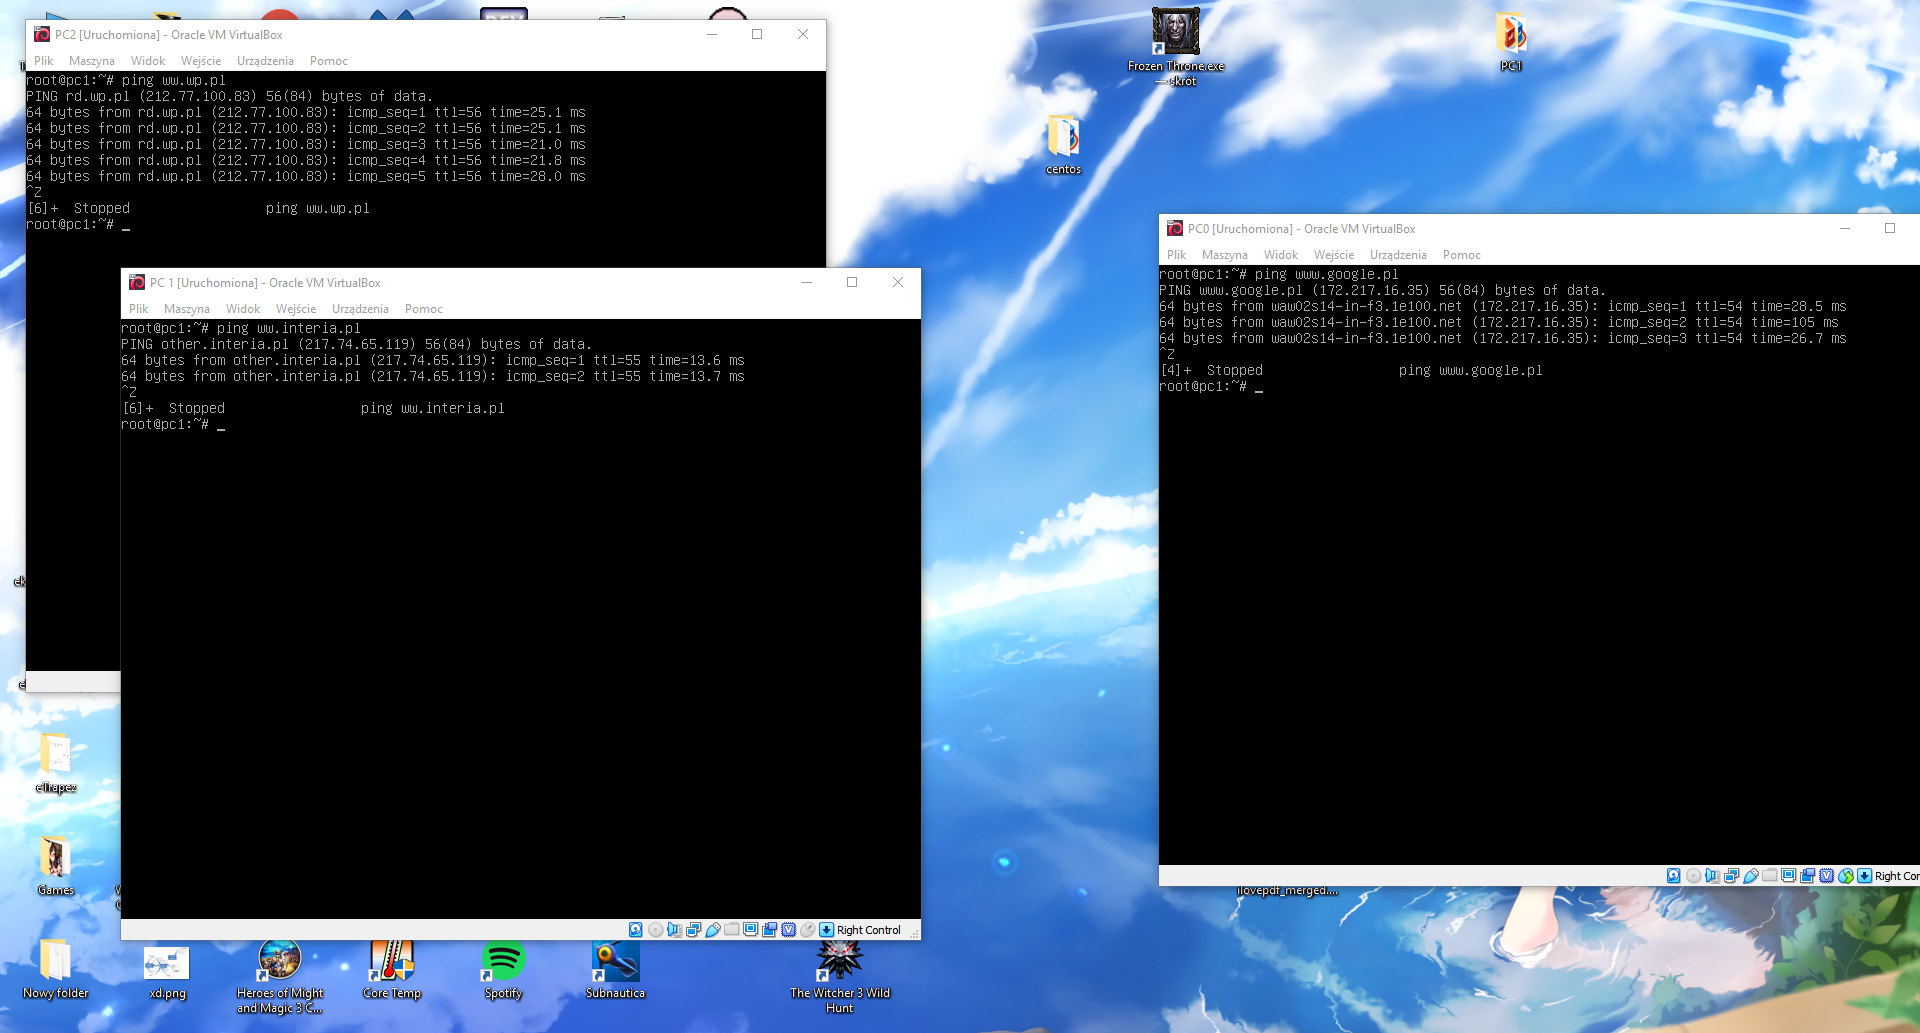 PC2 [Uruchomiona] - Oracle VM VirtualBox
Plik Maszyna Widok Wejście Urządzenia Pomoc
root@pc1:~# ping ww.wp.pl
PING rd.wp.pl (212.77.100.83) 56(84) bytes of data.
64 bytes from rd.wp.pl (212.77.100.83): icmp_seq=1 ttl=56 time=25.1 ms
64 bytes from rd.wp.pl (212.77.100.83): icmp_seq=2 ttl=56 time=25.1 ms
64 bytes from rd.wp.pl (212.77.100.83): icmp_seq=3 ttl=56 time=21.0 ms
64 bytes from rd.wp.pl (212.77.100.83): icmp_seq=4 ttl=56 time=21.8 ms
64 bytes from rd.wp.pl (212.77.100.83): icmp_seq=5 ttl=56 time=28.0 ms
^Z
[6]+  Stopped                 ping ww.wp.pl
root@pc1:~# _
PC 1 [Uruchomiona] - Oracle VM VirtualBox
Plik Maszyna Widok Wejście Urządzenia Pomoc
root@pc1:~# ping ww.interia.pl
PING other.interia.pl (217.74.65.119) 56(84) bytes of data.
64 bytes from other.interia.pl (217.74.65.119): icmp_seq=1 ttl=55 time=13.6 ms
64 bytes from other.interia.pl (217.74.65.119): icmp_seq=2 ttl=55 time=13.7 ms
^Z
[6]+  Stopped                 ping ww.interia.pl
root@pc1:~# _
Right Control
Frozen Throne.exe
— skrót
PC1
centos
PC0 [Uruchomiona] - Oracle VM VirtualBox
Plik Maszyna Widok Wejście Urządzenia Pomoc
root@pc1:~# ping www.google.pl
PING www.google.pl (172.217.16.35) 56(84) bytes of data.
64 bytes from waw02s14-in-f3.1e100.net (172.217.16.35): icmp_seq=1 ttl=54 time=28.5 ms
64 bytes from waw02s14-in-f3.1e100.net (172.217.16.35): icmp_seq=2 ttl=54 time=105 ms
64 bytes from waw02s14-in-f3.1e100.net (172.217.16.35): icmp_seq=3 ttl=54 time=26.7 ms
^Z
[4]+  Stopped                 ping www.google.pl
root@pc1:~# _
Right Cor
ilovepdf_merged....
eTrapez
Games
Nowy folder
xd.png
Heroes of Might
and Magic 3 C...
Core Temp
Spotify
Subnautica
The Witcher 3 Wild
Hunt